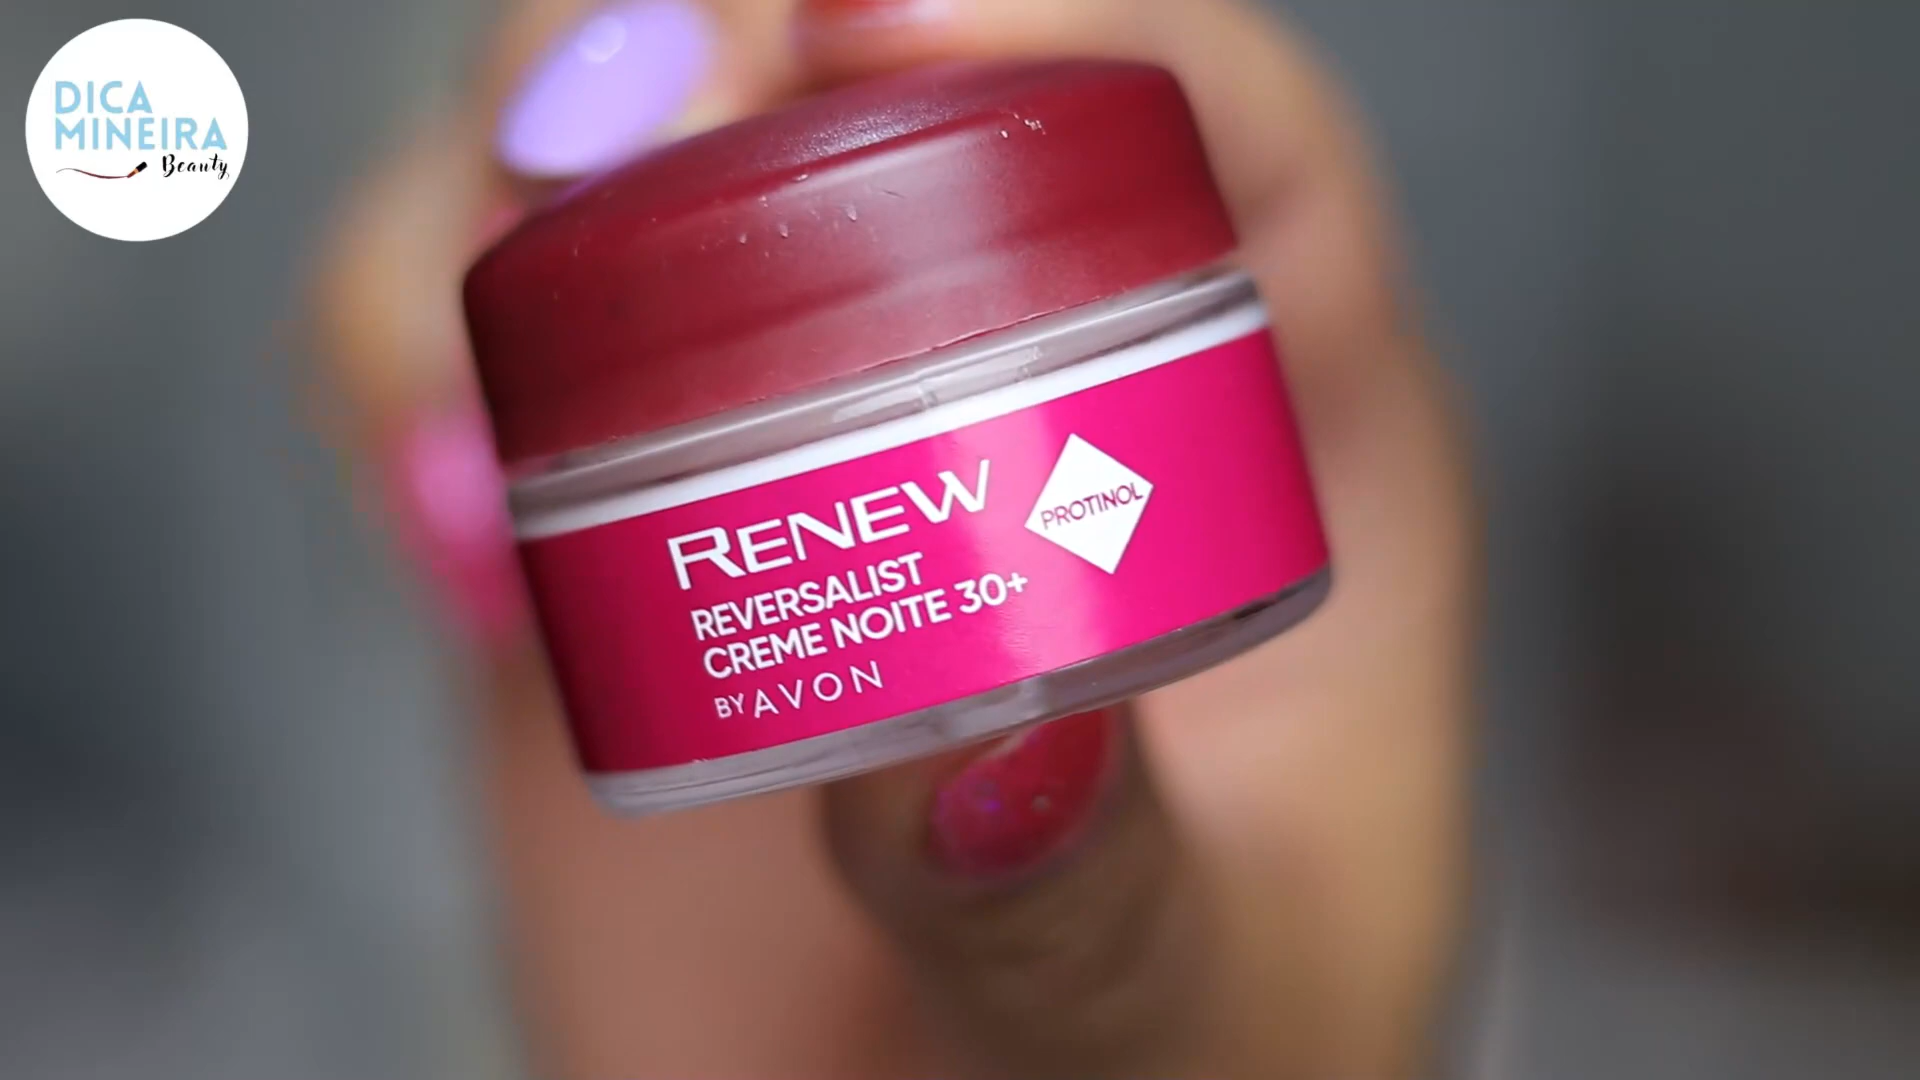 DICA
MINEIRA
Beauty
RENEW
REVERSALIST
CREME NOITE 30+
BY AVON
PROTINOL